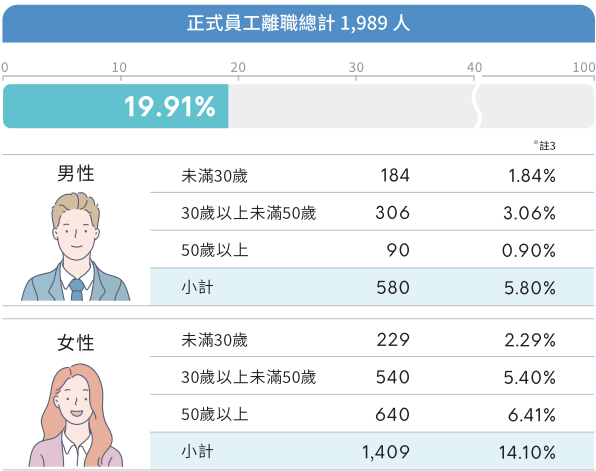 正式員工離職總計 1,989 人
0 10 20 30 40 100
19.91%
※註3
男性
未滿30歲 184 1.84%
30歲以上未滿50歲 306 3.06%
50歲以上 90 0.90%
小計 580 5.80%
女性
未滿30歲 229 2.29%
30歲以上未滿50歲 540 5.40%
50歲以上 640 6.41%
小計 1,409 14.10%